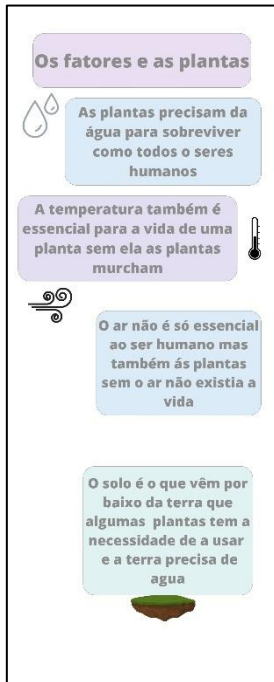 Os fatores e as plantas
As plantas precisam da
água para sobreviver
como todos o seres
humanos
A temperatura também é
essencial para a vida de uma
planta sem ela as plantas
murcham
O ar não é só essencial
ao ser humano mas
também ás plantas
sem o ar não existia a
vida
O solo é o que vêm por
baixo da terra que
algumas plantas tem a
necessidade de a usar
e a terra precisa de
agua